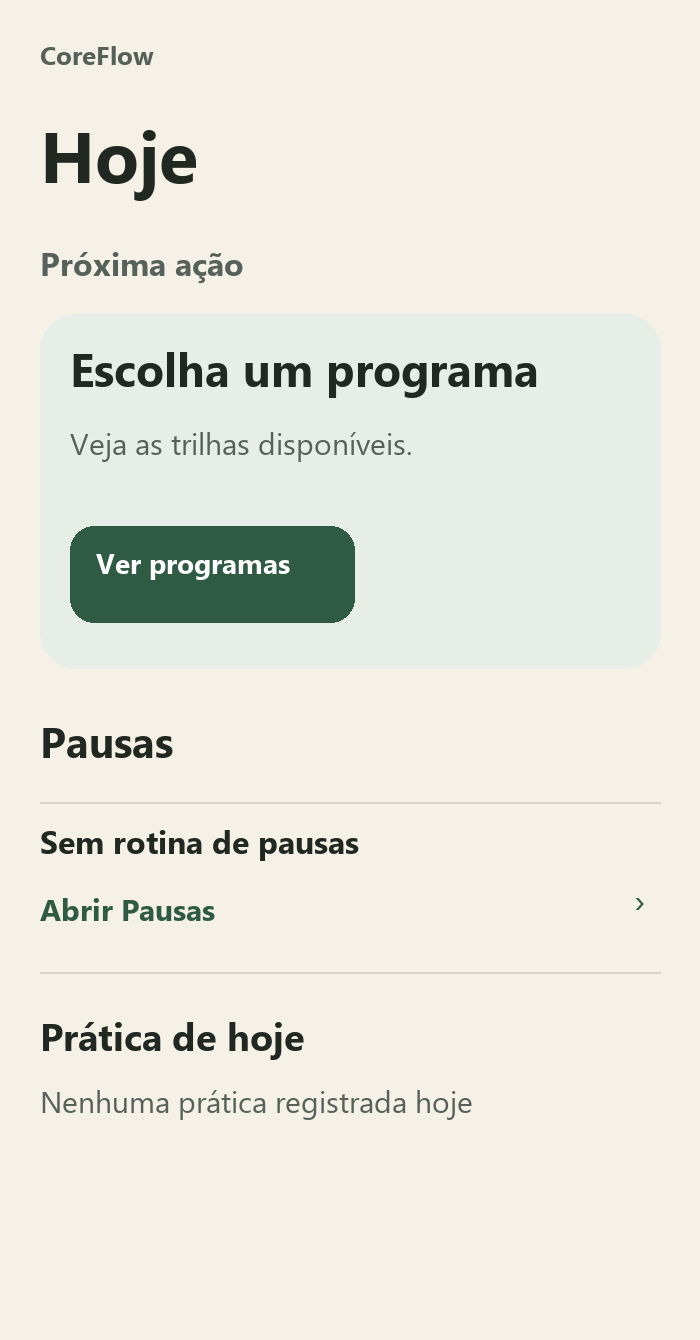 CoreFlow
Hoje
Próxima ação
Escolha um programa
Veja as trilhas disponíveis.
Ver programas
Pausas
Sem rotina de pausas
Abrir Pausas ›
Prática de hoje
Nenhuma prática registrada hoje